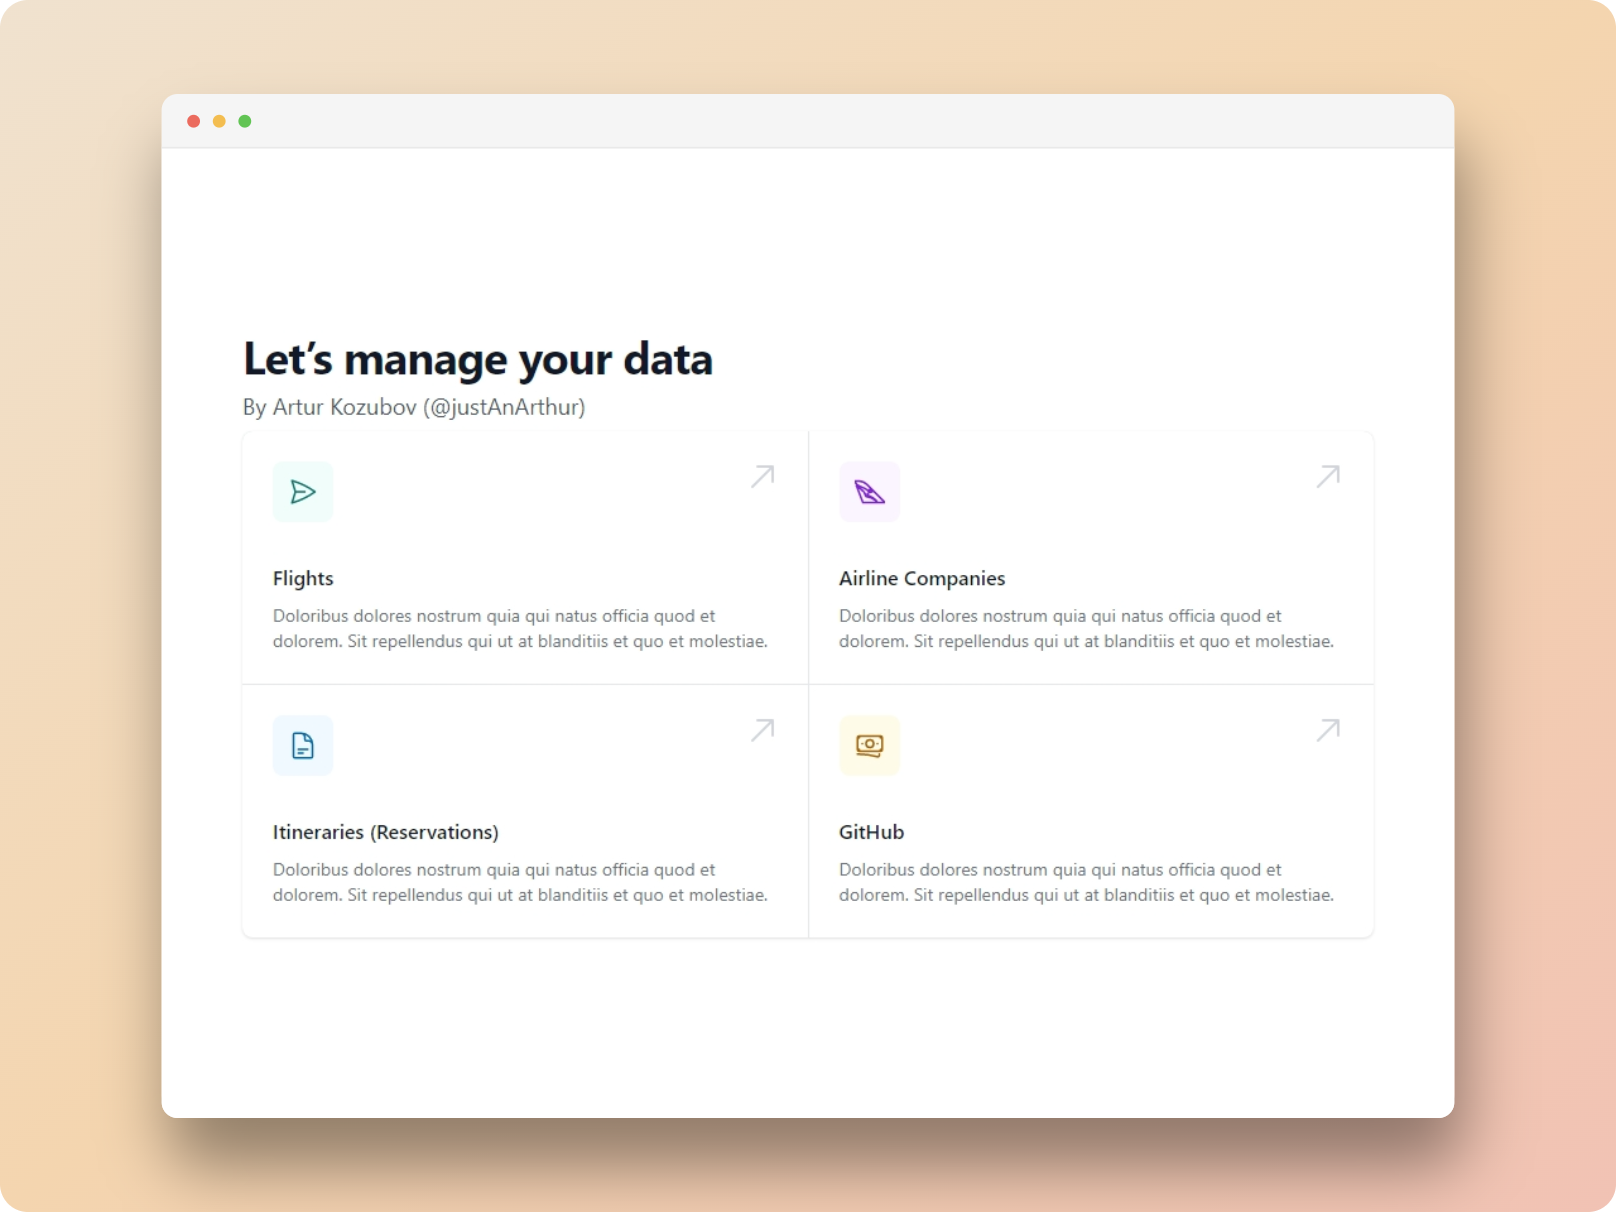 Let’s manage your data
By Artur Kozubov (@justAnArthur)
Flights
Doloribus dolores nostrum quia qui natus officia quod et
dolorem. Sit repellendus qui ut at blanditiis et quo et molestiae.
Airline Companies
Doloribus dolores nostrum quia qui natus officia quod et
dolorem. Sit repellendus qui ut at blanditiis et quo et molestiae.
Itineraries (Reservations)
Doloribus dolores nostrum quia qui natus officia quod et
dolorem. Sit repellendus qui ut at blanditiis et quo et molestiae.
GitHub
Doloribus dolores nostrum quia qui natus officia quod et
dolorem. Sit repellendus qui ut at blanditiis et quo et molestiae.